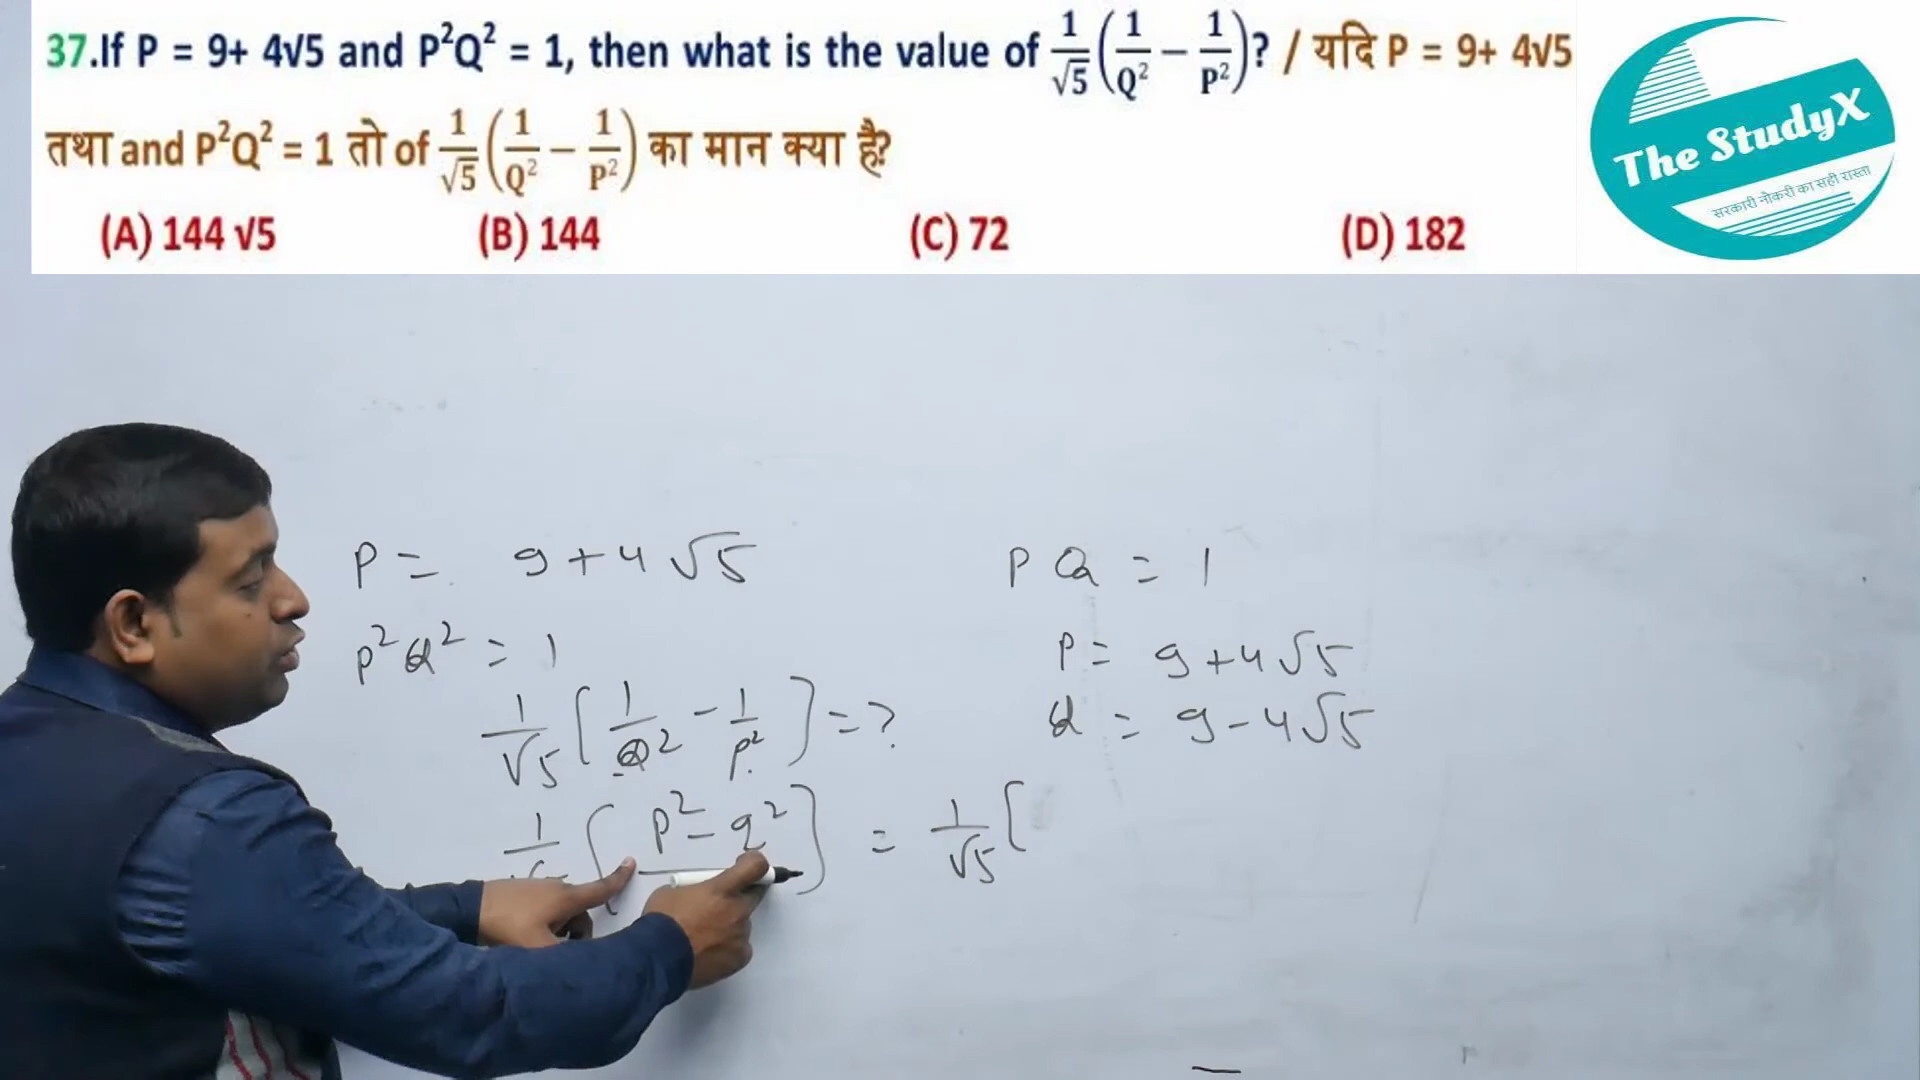 37.If P = 9+ 4√5 and P²Q² = 1, then what is the value of 1/√5 (1/Q² − 1/P²)? / यदि P = 9+ 4√5
तथा and P²Q² = 1 तो of 1/√5 (1/Q² − 1/P²) का मान क्या है?
(A) 144 √5 (B) 144 (C) 72 (D) 182
The StudyX
सरकारी नौकरी का सही रास्ता
P = 9+4√5
P²Q² = 1
1/√5 [1/Q² − 1/P²] = ?
[P² − q²] = 1/√5 [
PQ = 1
P = 9+4√5
Q = 9−4√5